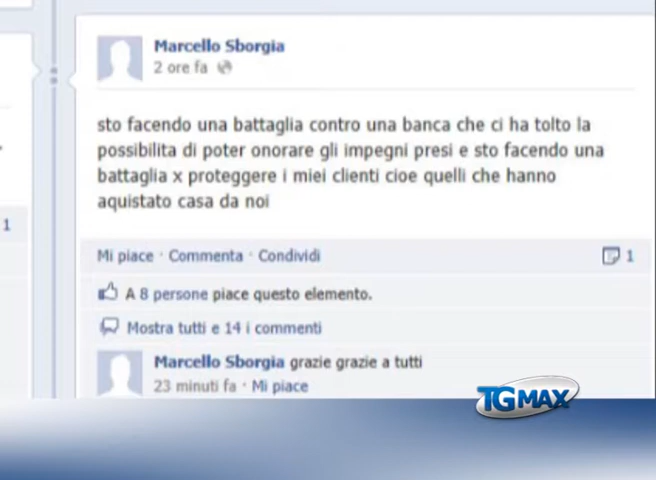 Marcello Sborgia
2 ore fa
sto facendo una battaglia contro una banca che ci ha tolto la
possibilita di poter onorare gli impegni presi e sto facendo una
battaglia x proteggere i miei clienti cioe quelli che hanno
aquistato casa da noi
1
Mi piace · Commenta · Condividi
1
A 8 persone piace questo elemento.
Mostra tutti e 14 i commenti
Marcello Sborgia grazie grazie a tutti
23 minuti fa · Mi piace
TGMAX